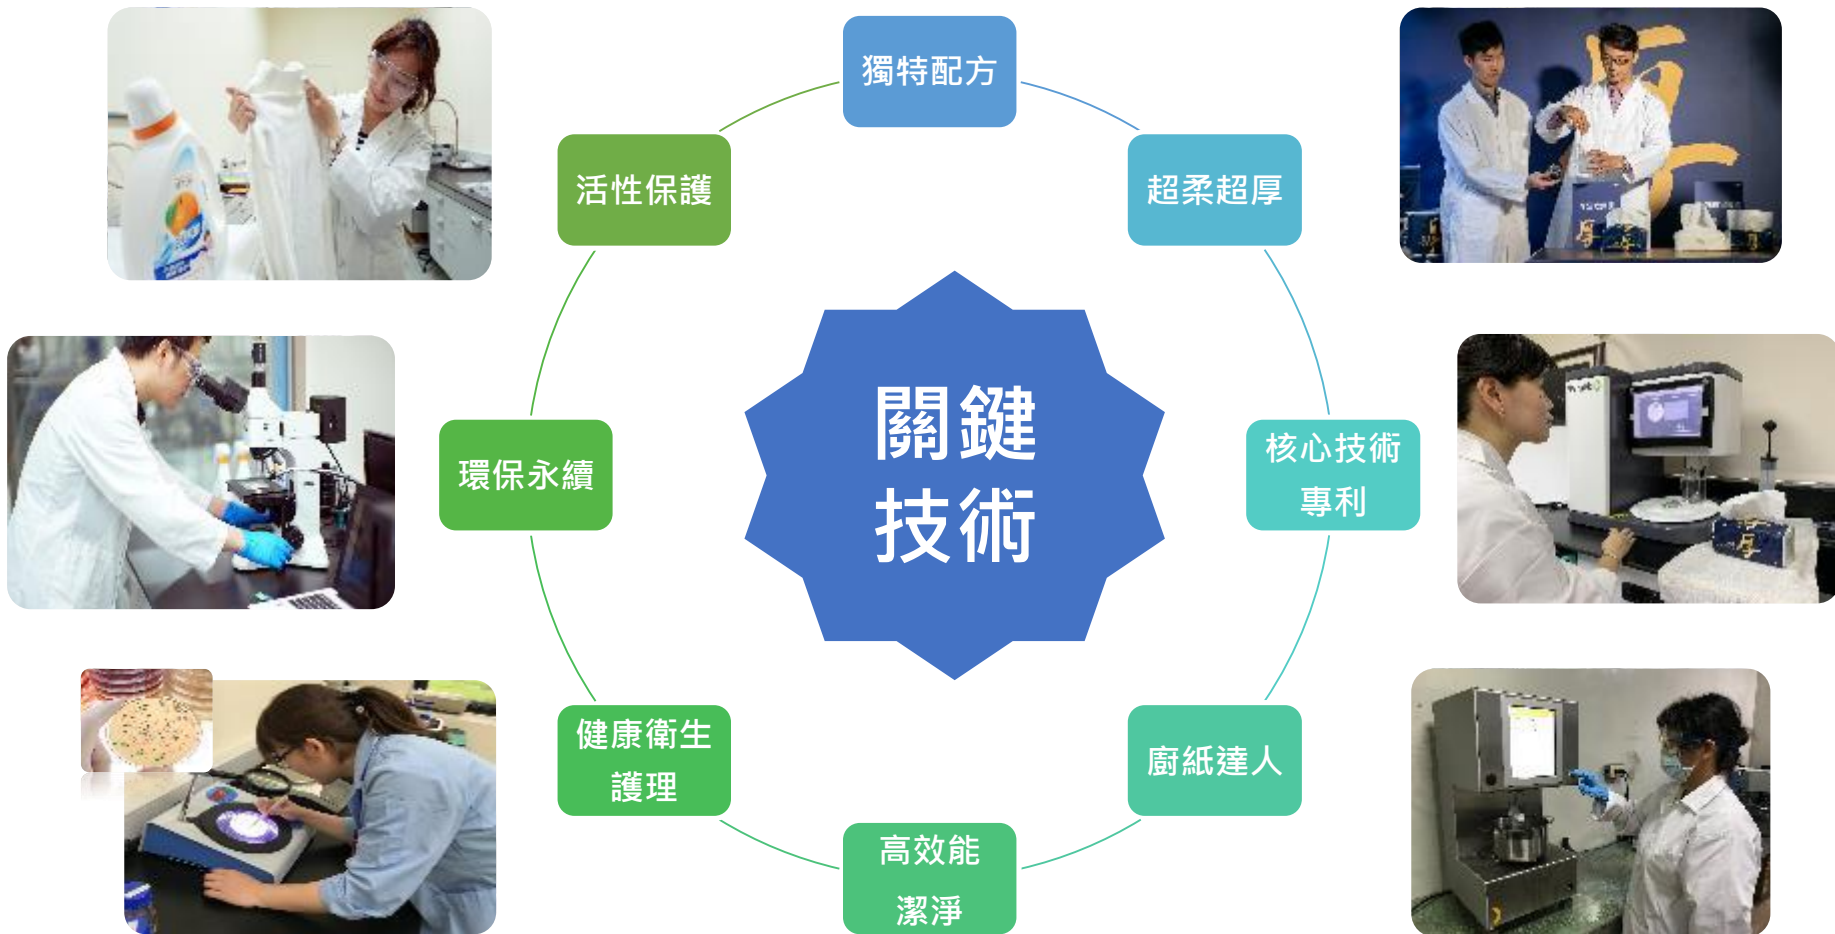 獨特配方
超柔超厚
核心技術
專利
廚紙達人
高效能
潔淨
健康衛生
護理
環保永續
活性保護
關鍵
技術
厚